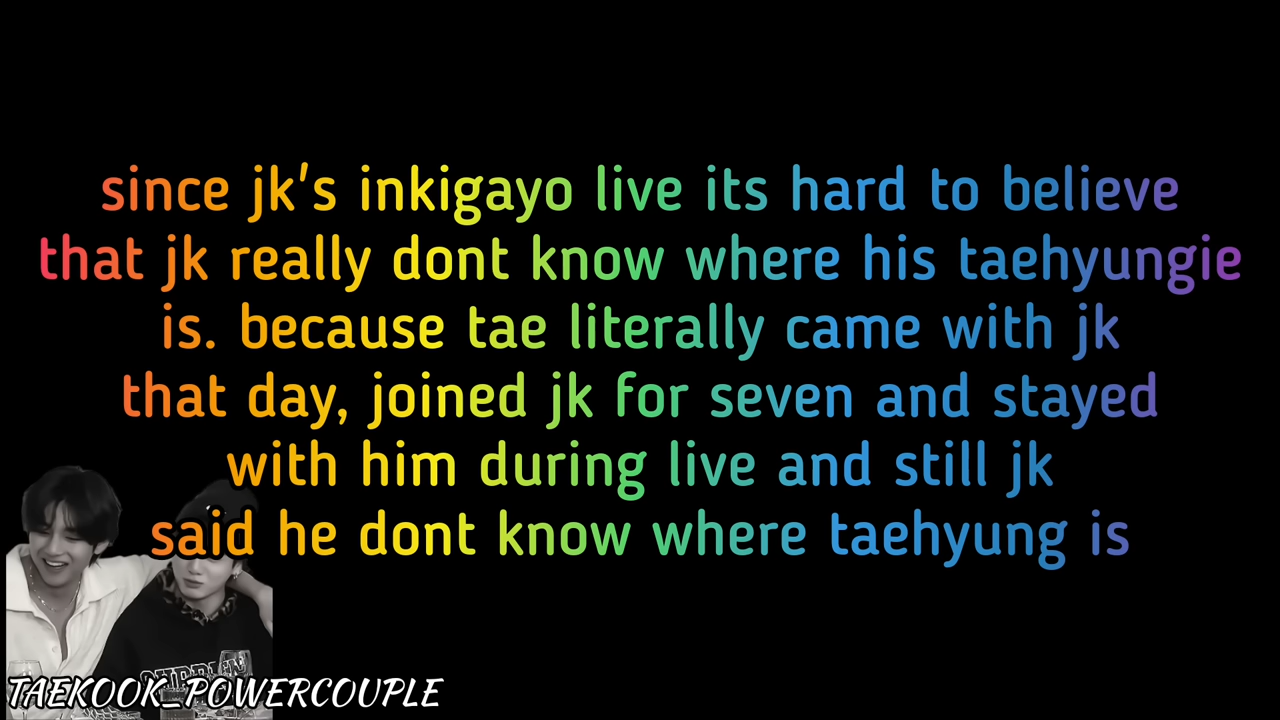 since jk's inkigayo live its hard to believe
that jk really dont know where his taehyungie
is. because tae literally came with jk
that day, joined jk for seven and stayed
with him during live and still jk
said he dont know where taehyung is
TAEKOOK_POWERCOUPLE